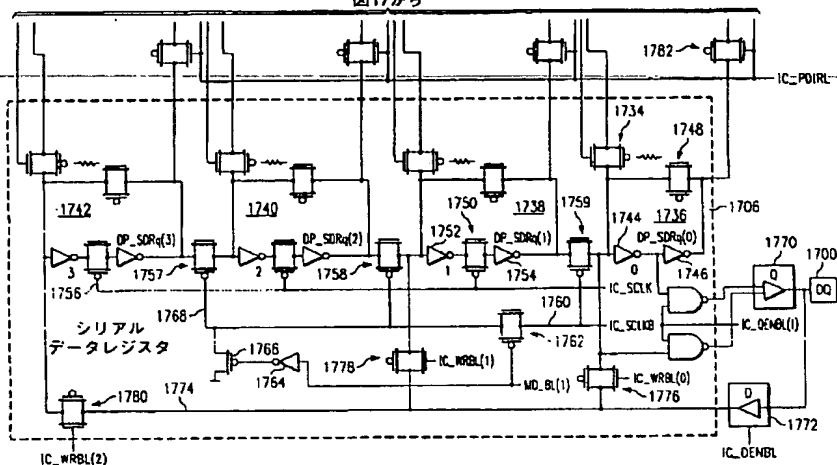 図17から
1782
IC_PDIRL
1734
1748
1742
1740
1750
1738
1759
1736
1706
1752
1744
1770
1700
DP_SDRq(3)
DP_SDRq(2)
DP_SDRq(1)
DP_SDRq(0)
Q
DQ
3
1757
2
1758
1
1754
0
1746
1756
IC_SCLK
1768
1760
IC_SCLKB
IC_OENBL(1)
シリアル
データレジスタ
1766
1764
1778
IC_WRBL(1)
1762
MD_BL(1)
IC_WRBL(0)
1776
1780
1774
D
1772
IC_WRBL(2)
IC_DENBL